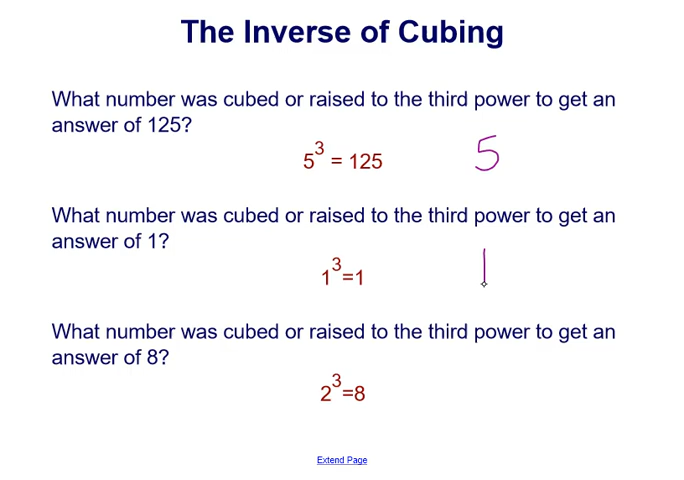 The Inverse of Cubing
What number was cubed or raised to the third power to get an
answer of 125?
5³ = 125 5
What number was cubed or raised to the third power to get an
answer of 1?
1³=1 1
What number was cubed or raised to the third power to get an
answer of 8?
2³=8
Extend Page